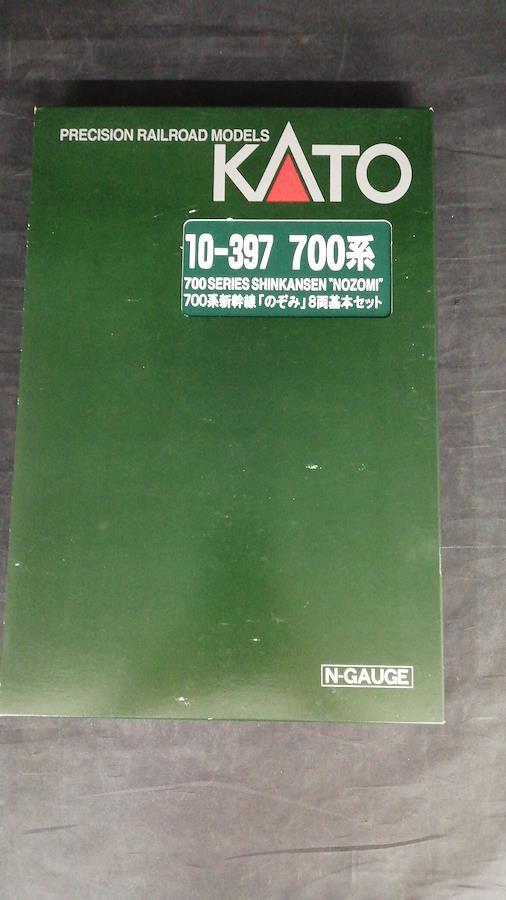 PRECISION RAILROAD MODELS
KATO
10-397 700系
700 SERIES SHINKANSEN "NOZOMI"
700系新幹線「のぞみ」8両基本セット
N-GAUGE